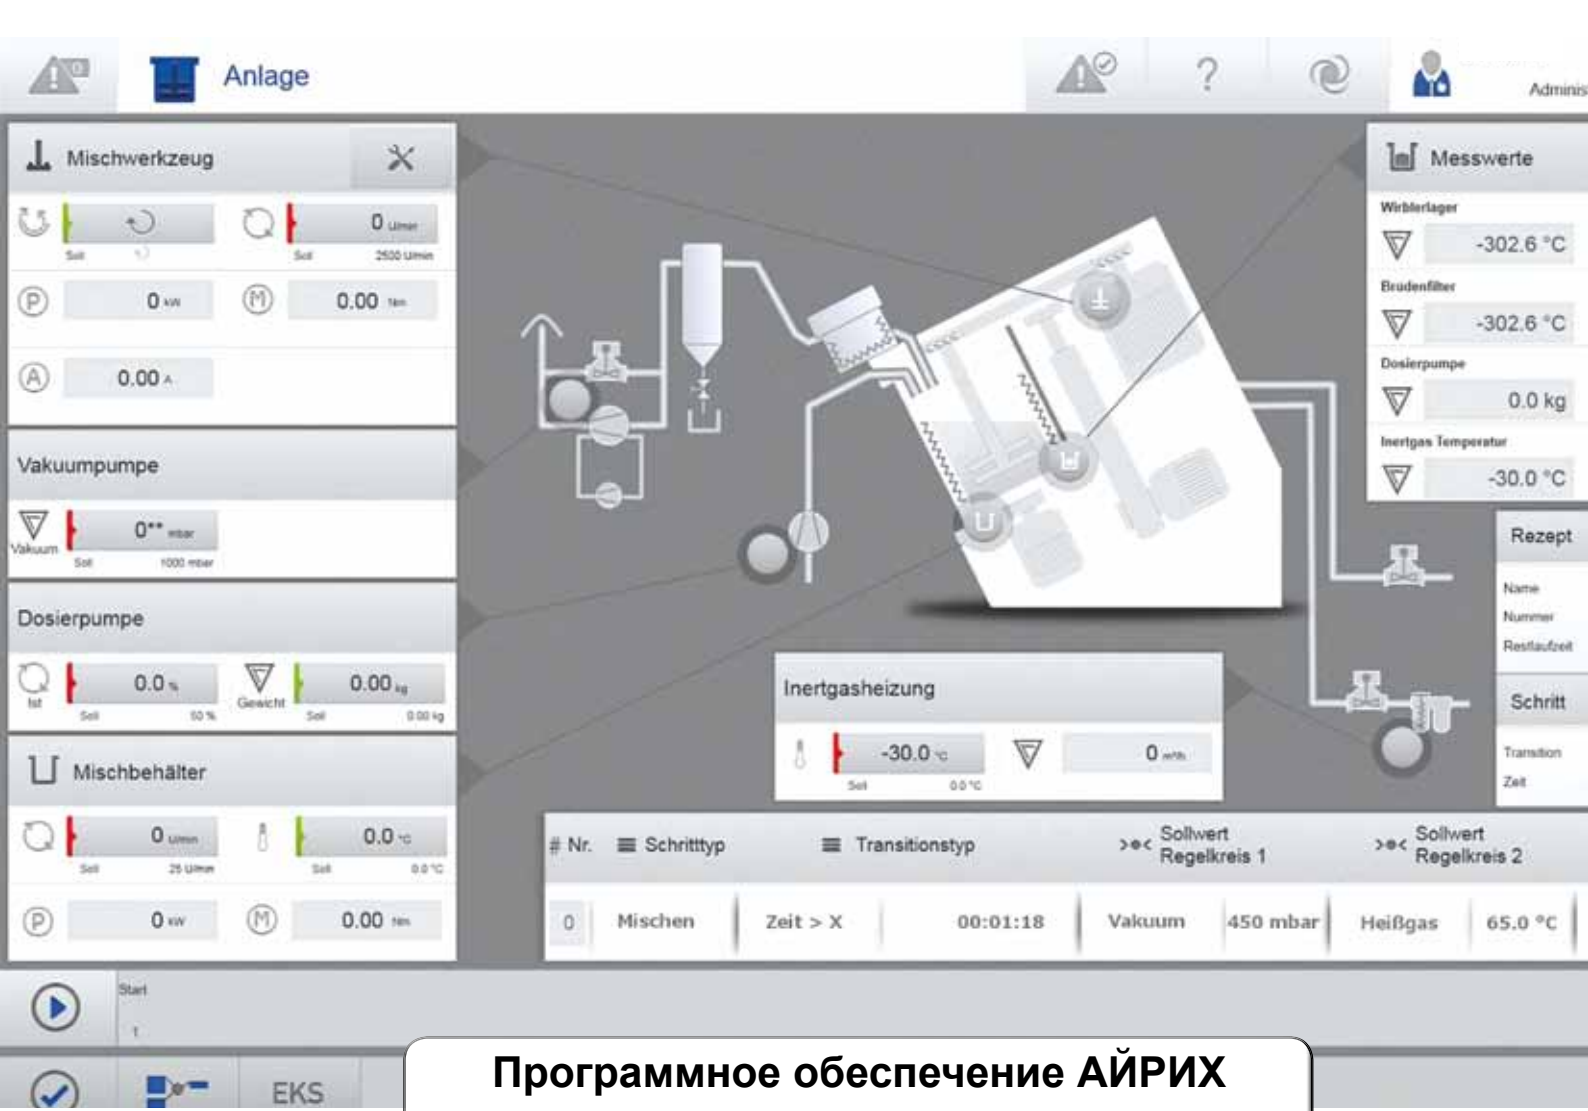 0
Anlage
?
Adminis
Mischwerkzeug
0 U/min
Soll
Soll 2500 U/min
P 0 kW
M 0.00 Nm
A 0.00 A
Vakuumpumpe
Vakuum
0** mbar
Soll 1000 mbar
Dosierpumpe
Ist
0.0 %
Soll 50 %
Gewicht
0.00 kg
Soll 0.00 kg
Mischbehälter
0 U/min
Soll 25 U/min
0.0 °C
Soll 0.0 °C
P 0 kW
M 0.00 Nm
Messwerte
Wirblerlager
-302.6 °C
Brüdenfilter
-302.6 °C
Dosierpumpe
0.0 kg
Inertgas Temperatur
-30.0 °C
Rezept
Name
Nummer
Restlaufzeit
Schritt
Transition
Zeit
Inertgasheizung
-30.0 °C
Soll 0.0 °C
0 m³/h
# Nr. Schritttyp Transitionstyp Sollwert Regelkreis 1 Sollwert Regelkreis 2
0 Mischen Zeit > X 00:01:18 Vakuum 450 mbar Heißgas 65.0 °C
Start
1
EKS
Программное обеспечение АЙРИХ